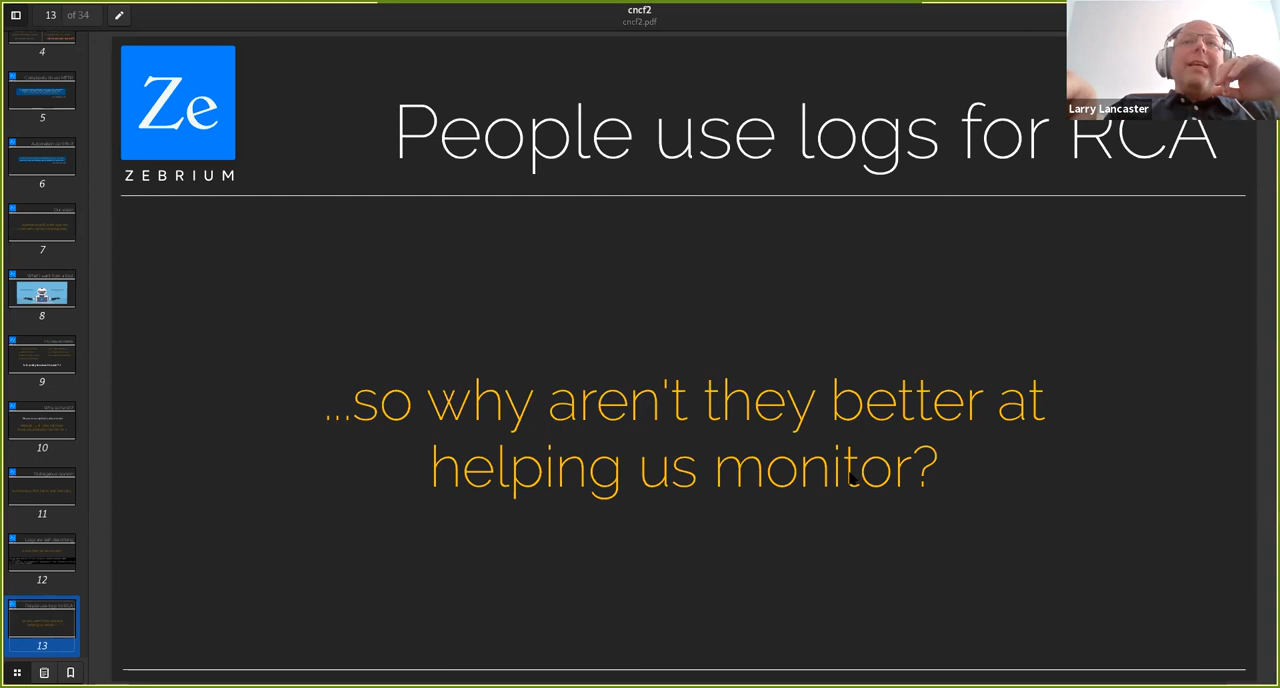 13 of 34
cncf2
cncf2.pdf
Larry Lancaster
Ze
ZEBRIUM
People use logs for RCA
...so why aren't they better at
helping us monitor?
4
5
6
7
8
9
10
11
12
13